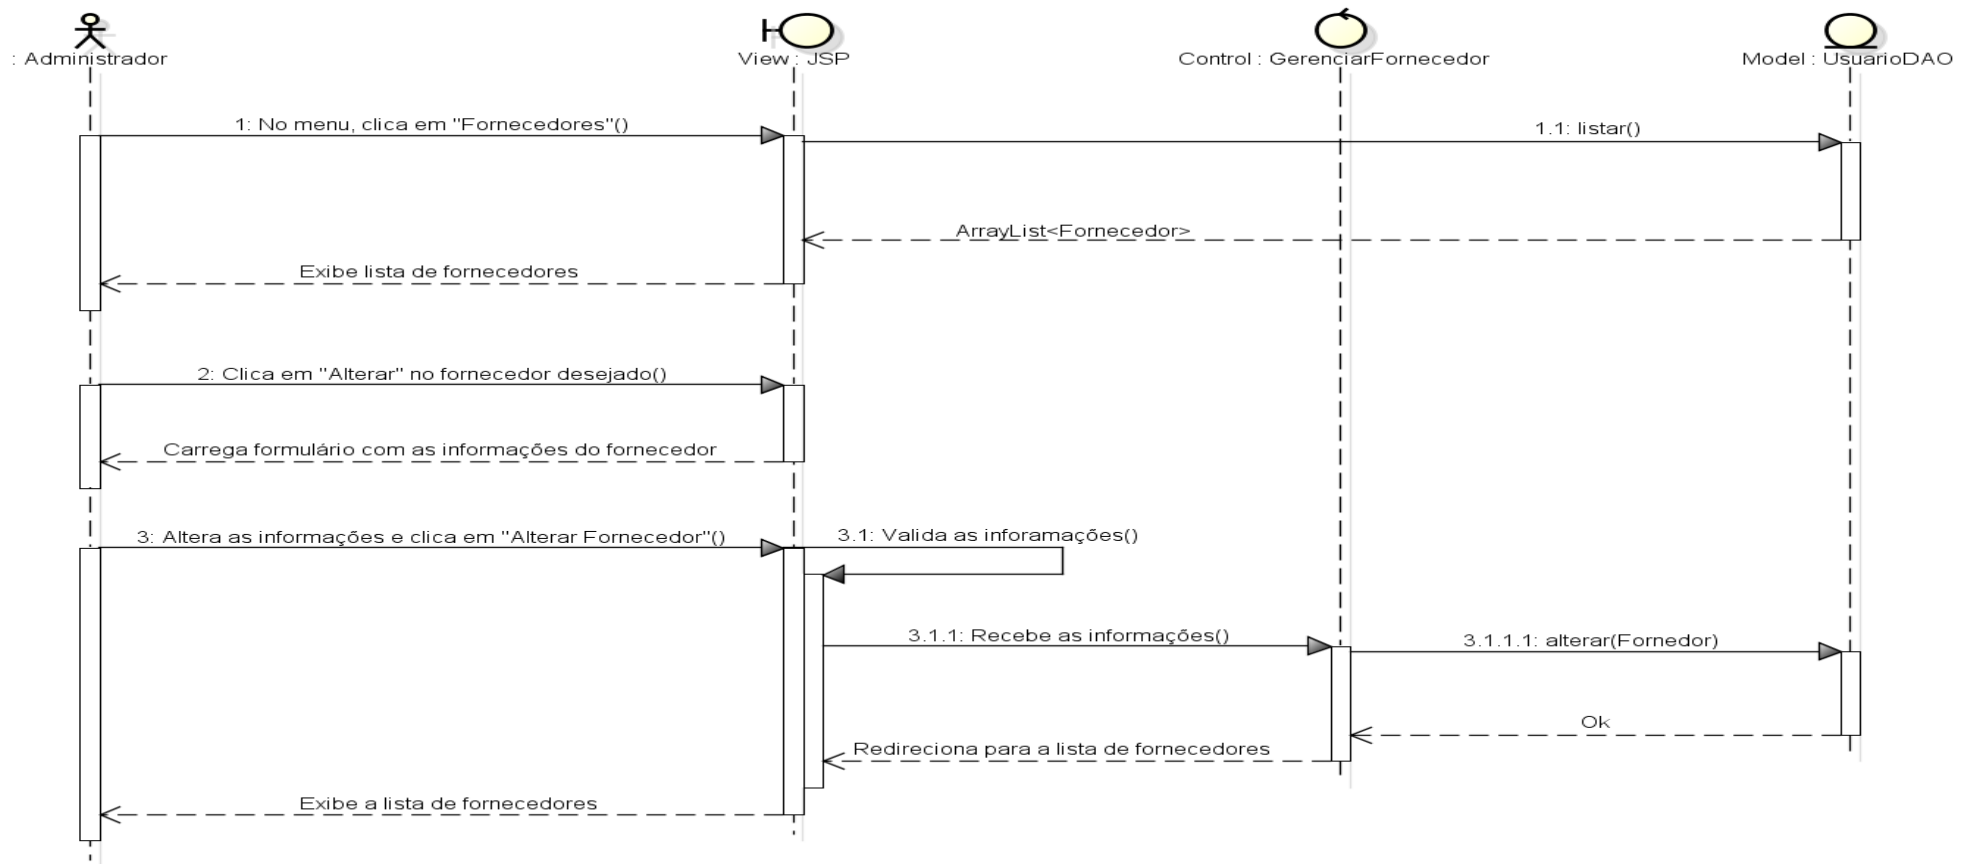 : Administrador
View : JSP
Control : GerenciarFornecedor
Model : UsuarioDAO
1: No menu, clica em "Fornecedores"()
1.1: listar()
ArrayList<Fornecedor>
Exibe lista de fornecedores
2: Clica em "Alterar" no fornecedor desejado()
Carrega formulário com as informações do fornecedor
3: Altera as informações e clica em "Alterar Fornecedor"()
3.1: Valida as inforamações()
3.1.1: Recebe as informações()
3.1.1.1: alterar(Fornedor)
Ok
Redireciona para a lista de fornecedores
Exibe a lista de fornecedores